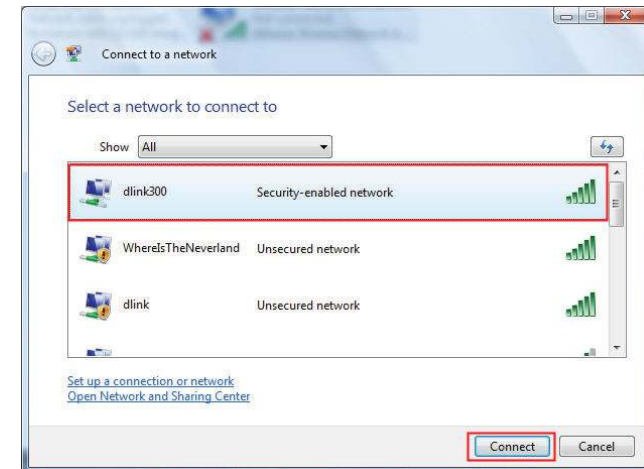 Connect to a network
Select a network to connect to
Show All
dlink300 Security-enabled network
WhereIsTheNeverland Unsecured network
dlink Unsecured network
Set up a connection or network
Open Network and Sharing Center
Connect Cancel